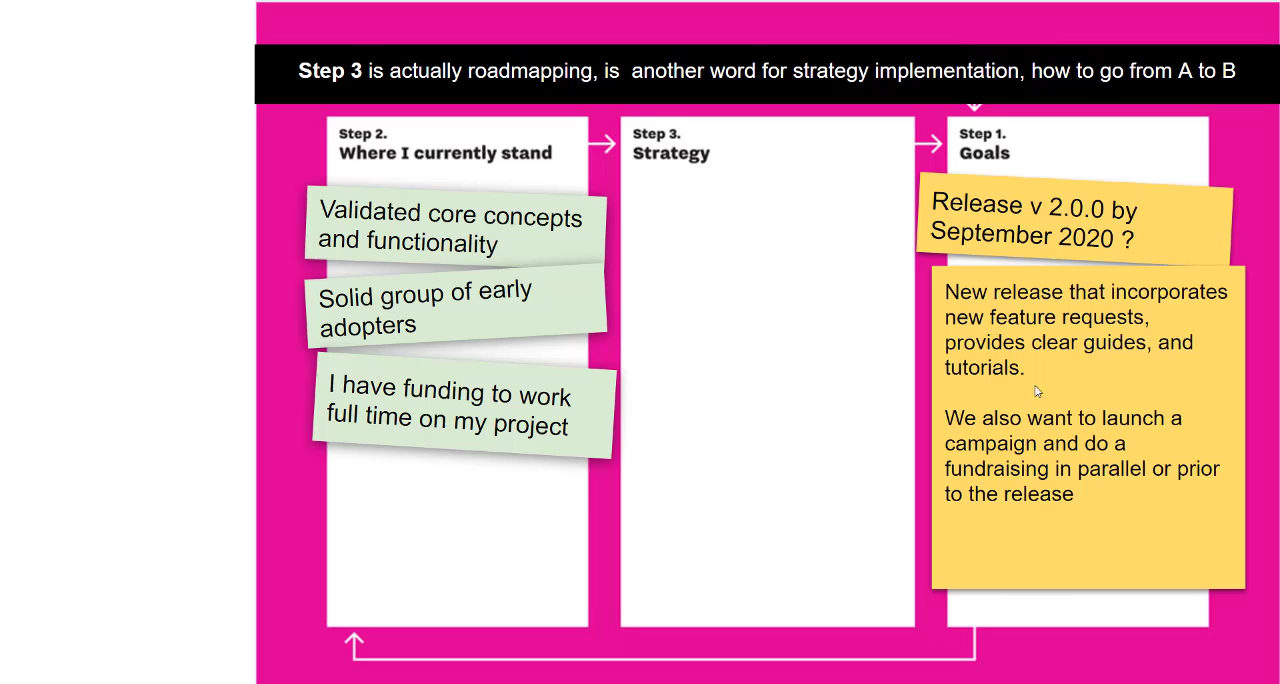 Step 3 is actually roadmapping, is  another word for strategy implementation, how to go from A to B
Step 2.
Where I currently stand
Validated core concepts
and functionality
Solid group of early
adopters
I have funding to work
full time on my project
Step 3.
Strategy
Step 1.
Goals
Release v 2.0.0 by
September 2020 ?
New release that incorporates
new feature requests,
provides clear guides, and
tutorials.
We also want to launch a
campaign and do a
fundraising in parallel or prior
to the release